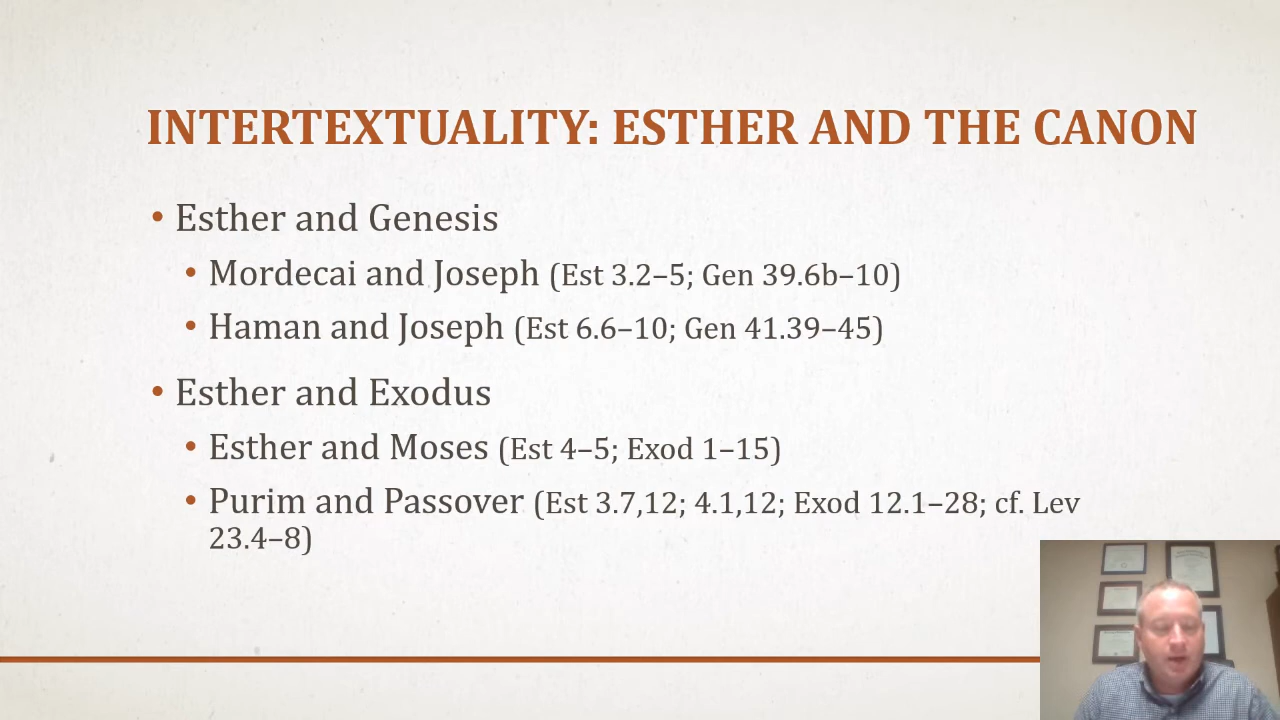 INTERTEXTUALITY: ESTHER AND THE CANON
• Esther and Genesis
• Mordecai and Joseph (Est 3.2–5; Gen 39.6b–10)
• Haman and Joseph (Est 6.6–10; Gen 41.39–45)
• Esther and Exodus
• Esther and Moses (Est 4–5; Exod 1–15)
• Purim and Passover (Est 3.7,12; 4.1,12; Exod 12.1–28; cf. Lev
23.4–8)